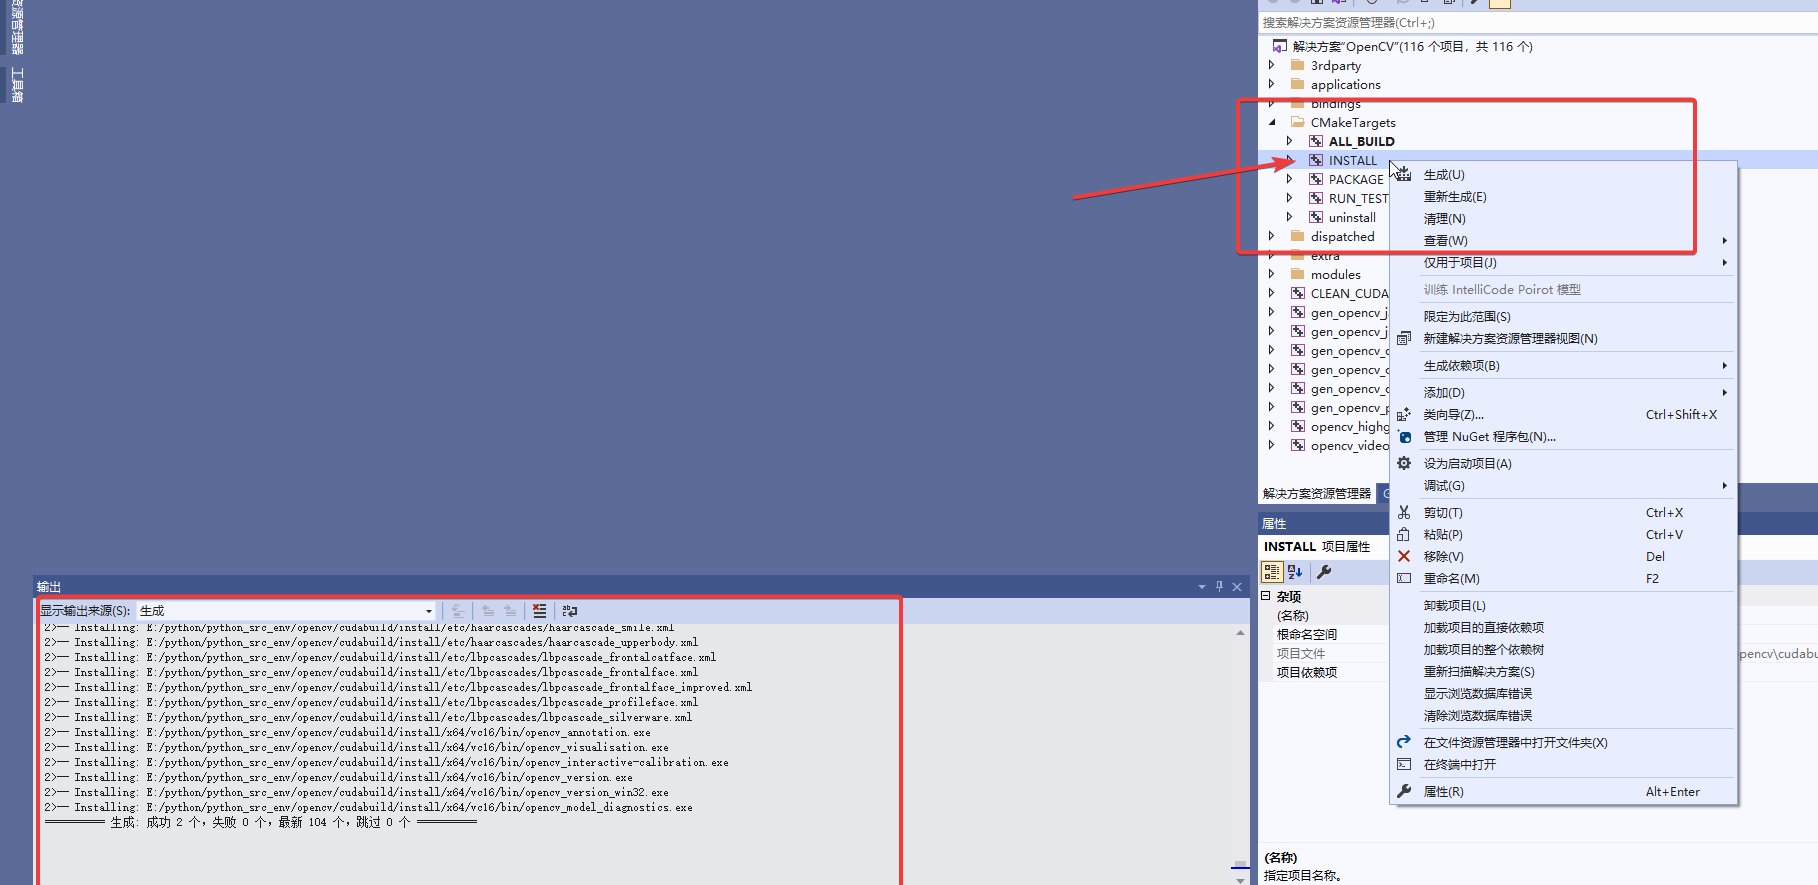 资源管理器
工具箱
搜索解决方案资源管理器(Ctrl+;)
解决方案"OpenCV"(116 个项目，共 116 个)
3rdparty
applications
bindings
CMakeTargets
ALL_BUILD
INSTALL
PACKAGE
RUN_TEST
uninstall
dispatched
extra
modules
CLEAN_CUDA
gen_opencv_j
gen_opencv_j
gen_opencv_
gen_opencv_
gen_opencv_
gen_opencv_p
opencv_highg
opencv_video
解决方案资源管理器
生成(U)
重新生成(E)
清理(N)
查看(W)
仅用于项目(J)
训练 IntelliCode Poirot 模型
限定为此范围(S)
新建解决方案资源管理器视图(N)
生成依赖项(B)
添加(D)
类向导(Z)... Ctrl+Shift+X
管理 NuGet 程序包(N)...
设为启动项目(A)
调试(G)
剪切(T) Ctrl+X
粘贴(P) Ctrl+V
移除(V) Del
重命名(M) F2
卸载项目(L)
加载项目的直接依赖项
加载项目的整个依赖树
重新扫描解决方案(S)
显示浏览数据库错误
清除浏览数据库错误
在文件资源管理器中打开文件夹(X)
在终端中打开
属性(R) Alt+Enter
属性
INSTALL 项目属性
杂项
(名称)
根命名空间
项目文件 pencv\cudabu
项目依赖项
(名称)
指定项目名称。
输出
显示输出来源(S): 生成
2>-- Installing: E:/python/python_src_env/opencv/cudabuild/install/etc/haarcascades/haarcascade_smile.xml
2>-- Installing: E:/python/python_src_env/opencv/cudabuild/install/etc/haarcascades/haarcascade_upperbody.xml
2>-- Installing: E:/python/python_src_env/opencv/cudabuild/install/etc/lbpcascades/lbpcascade_frontalcatface.xml
2>-- Installing: E:/python/python_src_env/opencv/cudabuild/install/etc/lbpcascades/lbpcascade_frontalface.xml
2>-- Installing: E:/python/python_src_env/opencv/cudabuild/install/etc/lbpcascades/lbpcascade_frontalface_improved.xml
2>-- Installing: E:/python/python_src_env/opencv/cudabuild/install/etc/lbpcascades/lbpcascade_profileface.xml
2>-- Installing: E:/python/python_src_env/opencv/cudabuild/install/etc/lbpcascades/lbpcascade_silverware.xml
2>-- Installing: E:/python/python_src_env/opencv/cudabuild/install/x64/vc16/bin/opencv_annotation.exe
2>-- Installing: E:/python/python_src_env/opencv/cudabuild/install/x64/vc16/bin/opencv_visualisation.exe
2>-- Installing: E:/python/python_src_env/opencv/cudabuild/install/x64/vc16/bin/opencv_interactive-calibration.exe
2>-- Installing: E:/python/python_src_env/opencv/cudabuild/install/x64/vc16/bin/opencv_version.exe
2>-- Installing: E:/python/python_src_env/opencv/cudabuild/install/x64/vc16/bin/opencv_version_win32.exe
2>-- Installing: E:/python/python_src_env/opencv/cudabuild/install/x64/vc16/bin/opencv_model_diagnostics.exe
========== 生成: 成功 2 个，失败 0 个，最新 104 个，跳过 0 个 ==========